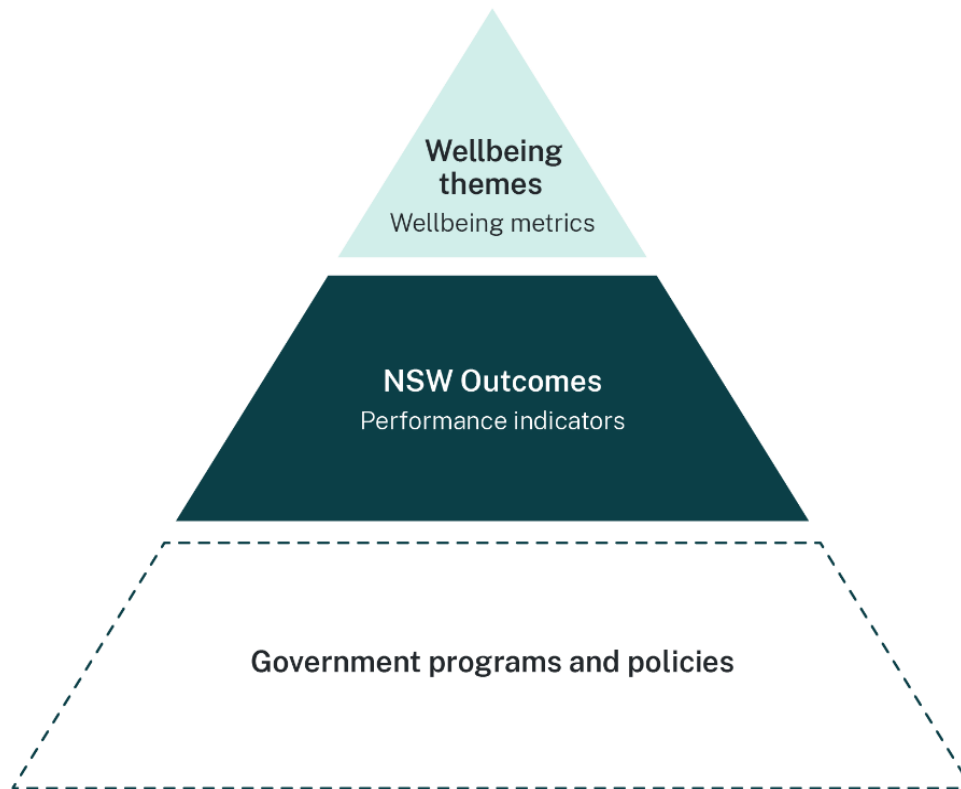 Wellbeing
themes
Wellbeing metrics
NSW Outcomes
Performance indicators
Government programs and policies